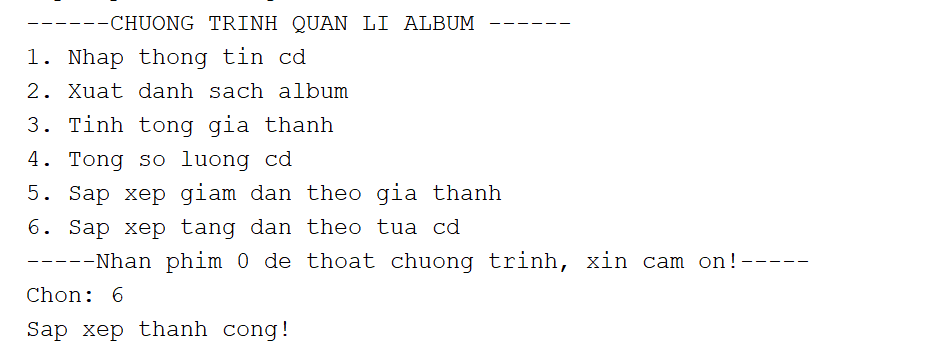 ------CHUONG TRINH QUAN LI ALBUM ------
1. Nhap thong tin cd
2. Xuat danh sach album
3. Tinh tong gia thanh
4. Tong so luong cd
5. Sap xep giam dan theo gia thanh
6. Sap xep tang dan theo tua cd
-----Nhan phim 0 de thoat chuong trinh, xin cam on!-----
Chon: 6
Sap xep thanh cong!